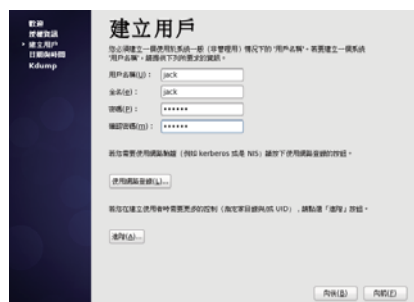 歡迎
授權資訊
建立用戶
日期與時間
Kdump
建立用戶
您必須建立一個使用於系統一般（非管理用）情況下的 '用戶名稱'。若要建立一個系統
'用戶名稱'，請提供下列所要求的資訊。
用戶名稱(U)： jack
全名(e)： jack
密碼(P)： ••••••
確認密碼(m)： ••••••
若您需要使用網路驗證（例如 kerberos 或是 NIS）請按下使用網路登錄的按鈕。
使用網路登錄(L)...
若您在建立使用者時需要更多的控制（指定家目錄與/或 UID），請點選「進階」按鈕。
進階(A)...
向後(B)
向前(F)